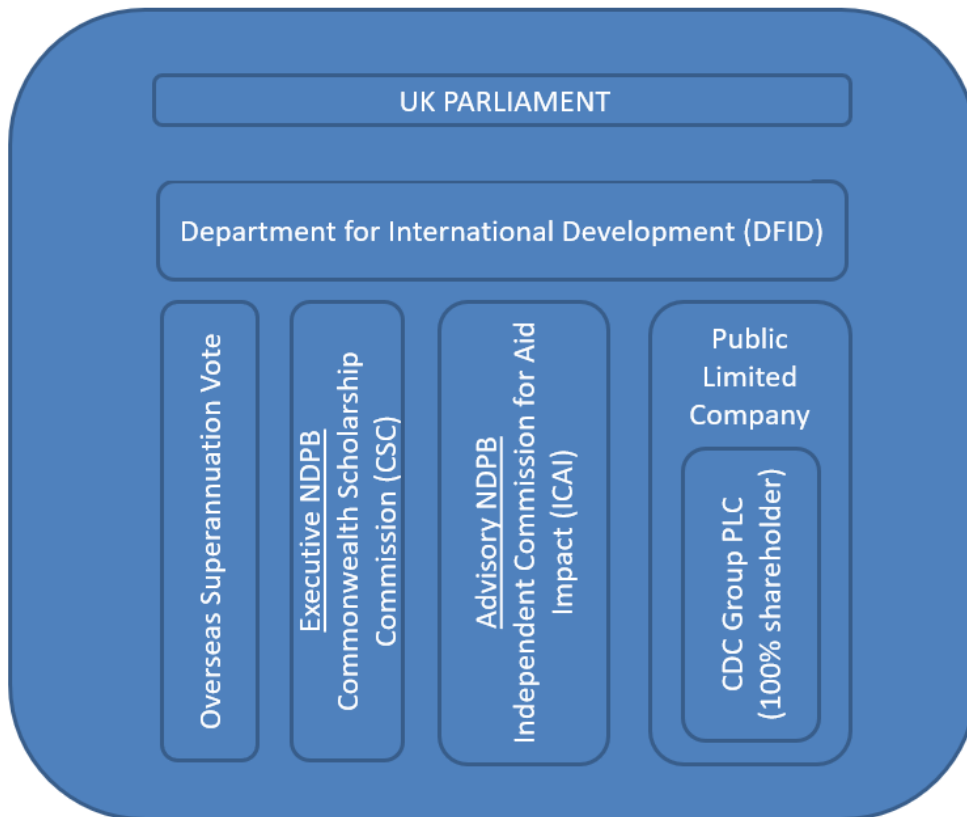 UK PARLIAMENT
Department for International Development (DFID)
Overseas Superannuation Vote
Executive NDPB
Commonwealth Scholarship
Commission (CSC)
Advisory NDPB
Independent Commission for Aid
Impact (ICAI)
Public
Limited
Company
CDC Group PLC
(100% shareholder)